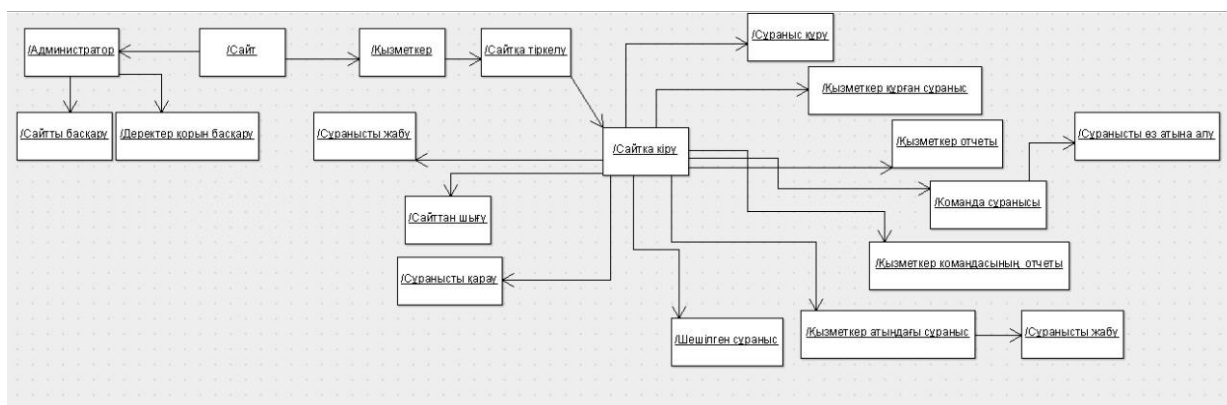 /Администратор
/Сайт
/Қызметкер
/Сайтқа тіркелу
/Сұраныс құру
/Қызметкер құрған сұраныс
/Сайтты басқару
/Деректер қорын басқару
/Сұранысты жабу
/Сайтка кіру
/Қызметкер отчеты
/Сұранысты өз атына алу
/Команда сұранысы
/Сайттан шығу
/Қызметкер командасының отчеты
/Сұранысты қарау
/Шешілген сұраныс
/Қызметкер атындағы сұраныс
/Сұранысты жабу